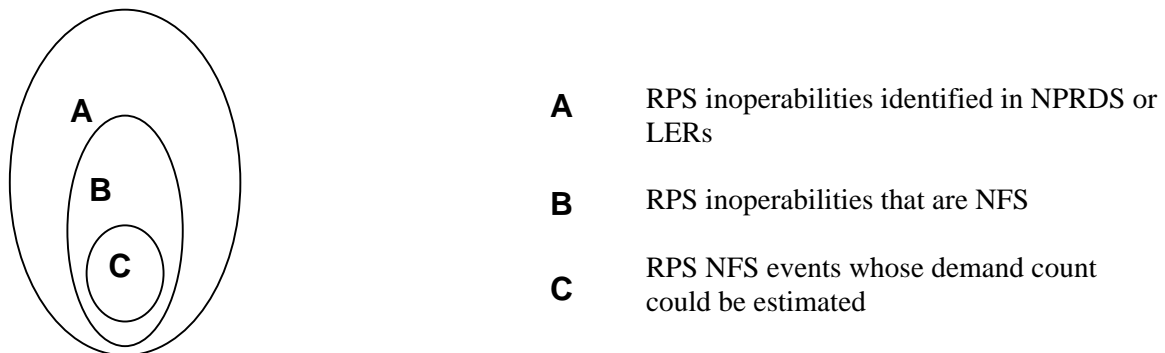 A
B
C
A RPS inoperabilities identified in NPRDS or
LERs
B RPS inoperabilities that are NFS
C RPS NFS events whose demand count
could be estimated